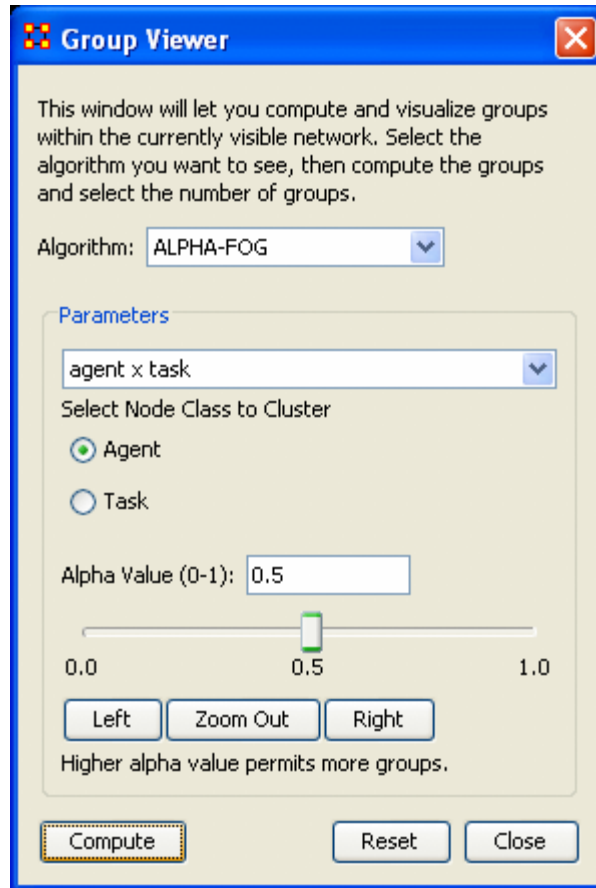 Group Viewer
This window will let you compute and visualize groups
within the currently visible network. Select the
algorithm you want to see, then compute the groups
and select the number of groups.
Algorithm: ALPHA-FOG
Parameters
agent x task
Select Node Class to Cluster
Agent
Task
Alpha Value (0-1): 0.5
0.0 0.5 1.0
Left Zoom Out Right
Higher alpha value permits more groups.
Compute Reset Close